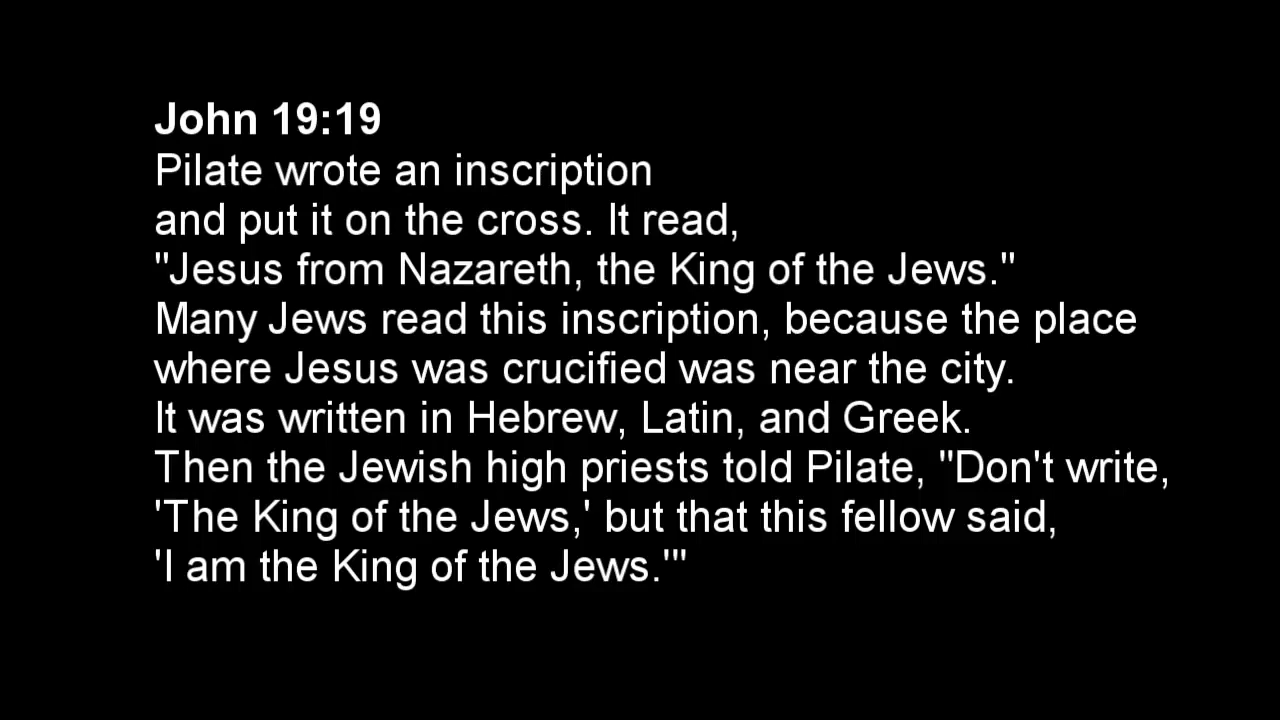 John 19:19
Pilate wrote an inscription
and put it on the cross. It read,
"Jesus from Nazareth, the King of the Jews."
Many Jews read this inscription, because the place
where Jesus was crucified was near the city.
It was written in Hebrew, Latin, and Greek.
Then the Jewish high priests told Pilate, "Don't write,
'The King of the Jews,' but that this fellow said,
'I am the King of the Jews.'"